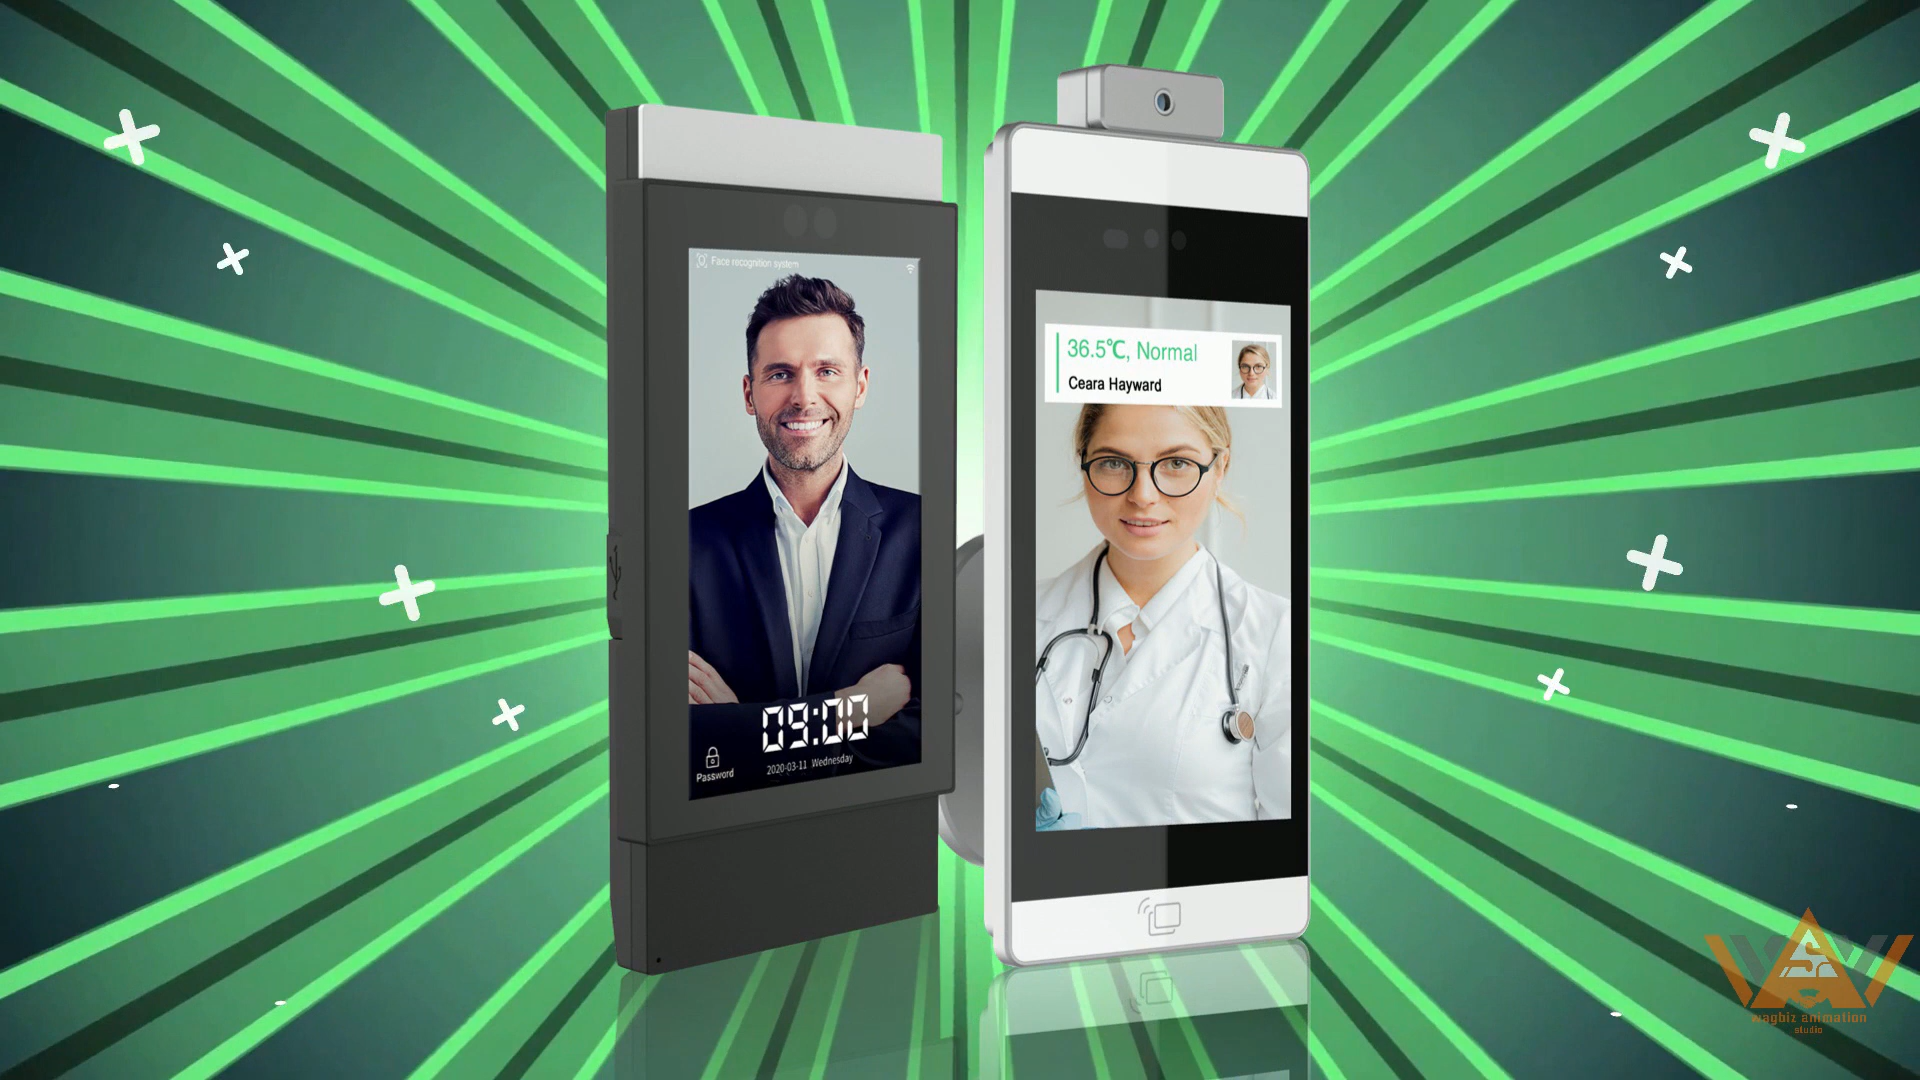 Face recognition system
09:00
2020-03-11 Wednesday
Password
36.5℃, Normal
Ceara Hayward
wagbiz animation
studio